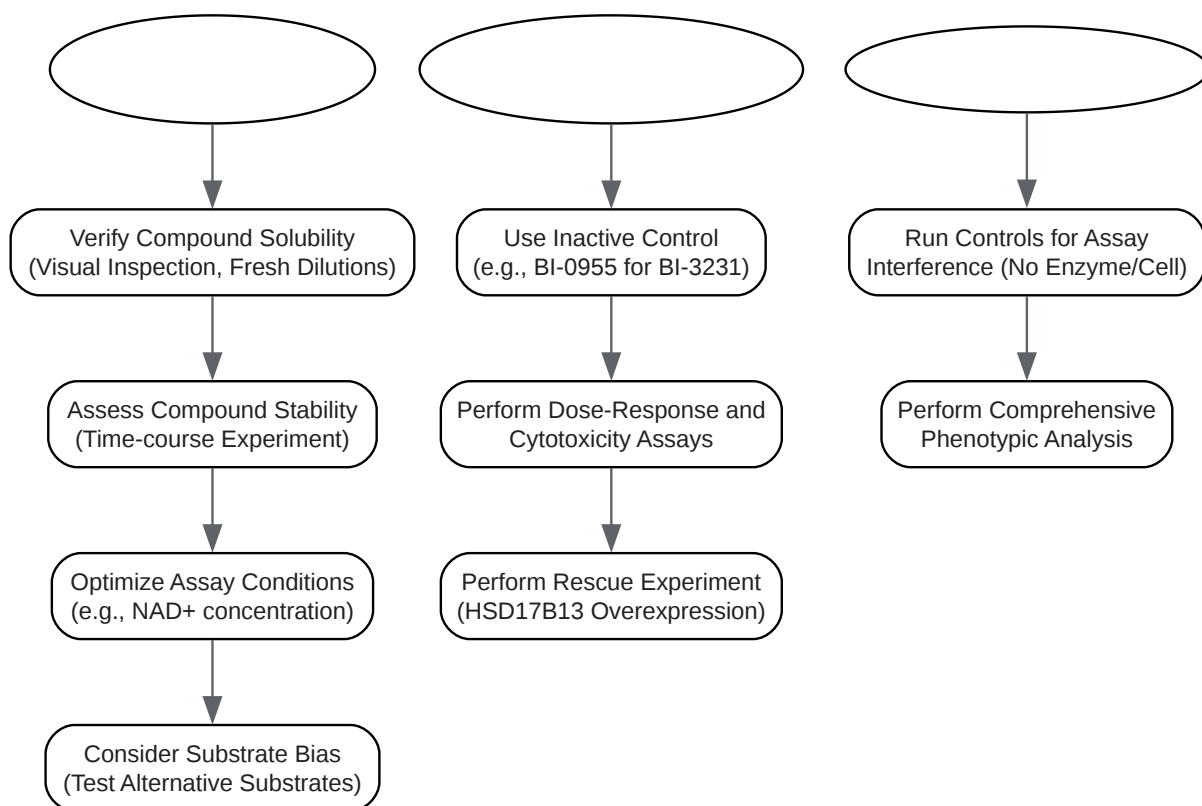 Verify Compound Solubility
(Visual Inspection, Fresh Dilutions)
Assess Compound Stability
(Time-course Experiment)
Optimize Assay Conditions
(e.g., NAD+ concentration)
Consider Substrate Bias
(Test Alternative Substrates)
Use Inactive Control
(e.g., BI-0955 for BI-3231)
Perform Dose-Response and
Cytotoxicity Assays
Perform Rescue Experiment
(HSD17B13 Overexpression)
Run Controls for Assay
Interference (No Enzyme/Cell)
Perform Comprehensive
Phenotypic Analysis